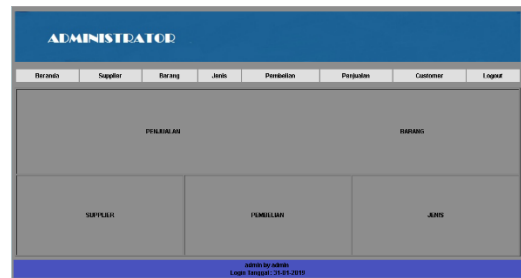 ADMINISTRATOR
Beranda Supplier Barang Jenis Pembelian Penjualan Customer Logout
PENJUALAN BARANG
SUPPLIER PEMBELIAN JENIS
admin by admin
Login Tanggal : 31-01-2018